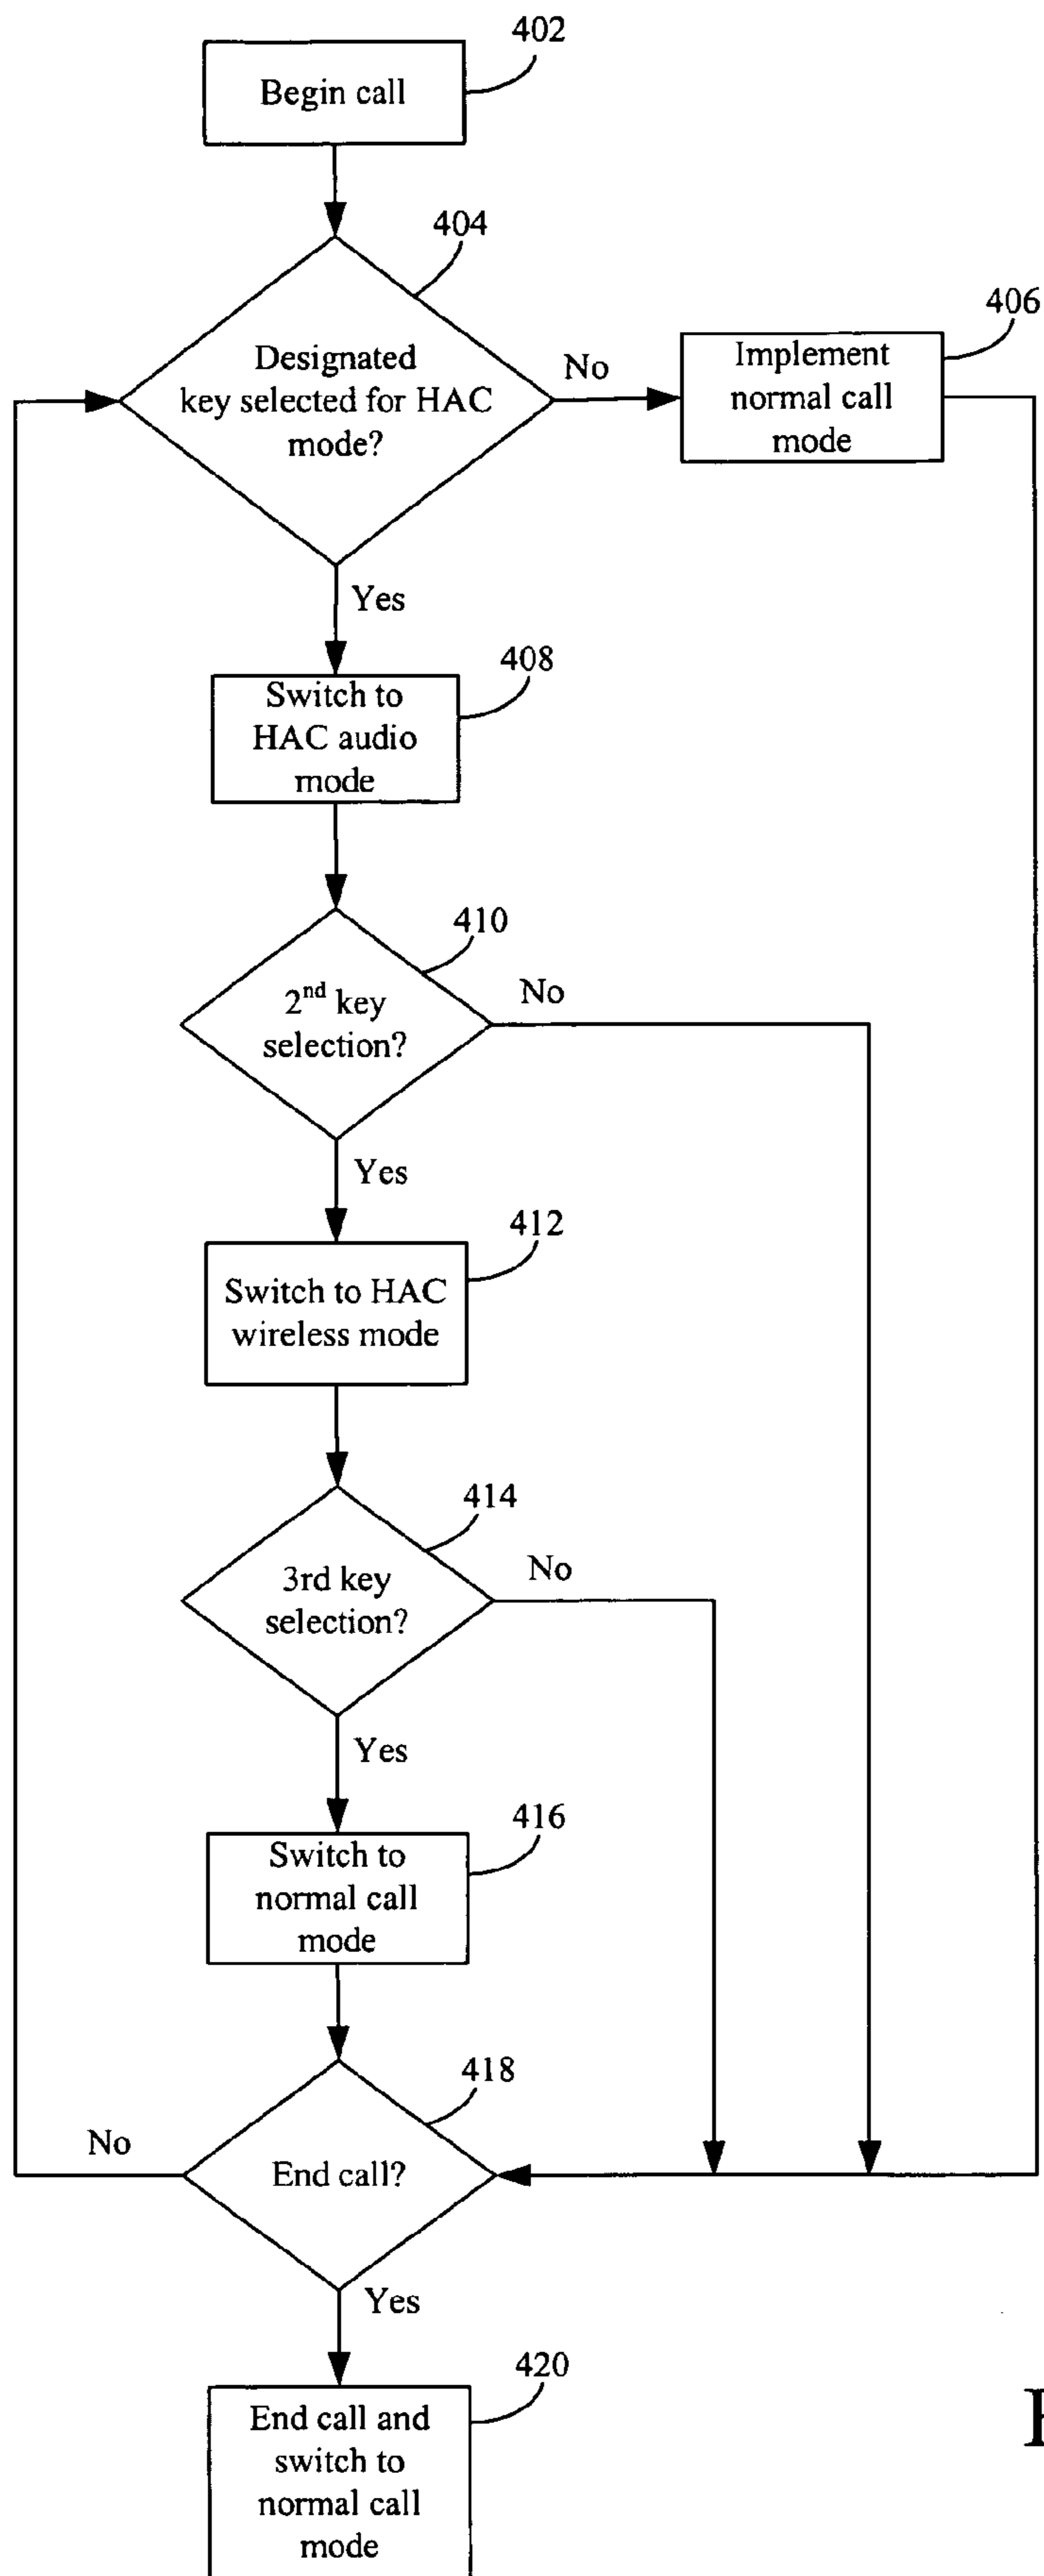 402
Begin call
404
Designated
key selected for HAC
mode?
No
406
Implement
normal call
mode
Yes
408
Switch to
HAC audio
mode
410
2nd key
selection?
No
Yes
412
Switch to HAC
wireless mode
414
3rd key
selection?
No
Yes
416
Switch to
normal call
mode
418
End call?
No
Yes
420
End call and
switch to
normal call
mode